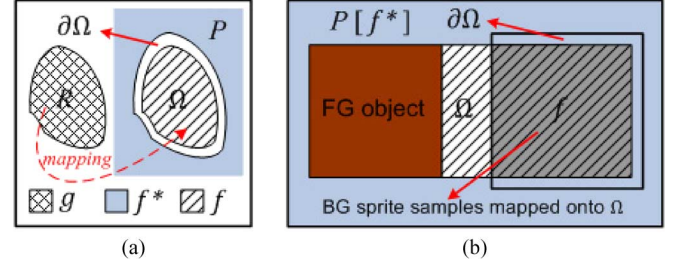 ∂Ω P
R Ω
mapping
g f* f
(a)
P [f*] ∂Ω
FG object Ω f
BG sprite samples mapped onto Ω
(b)